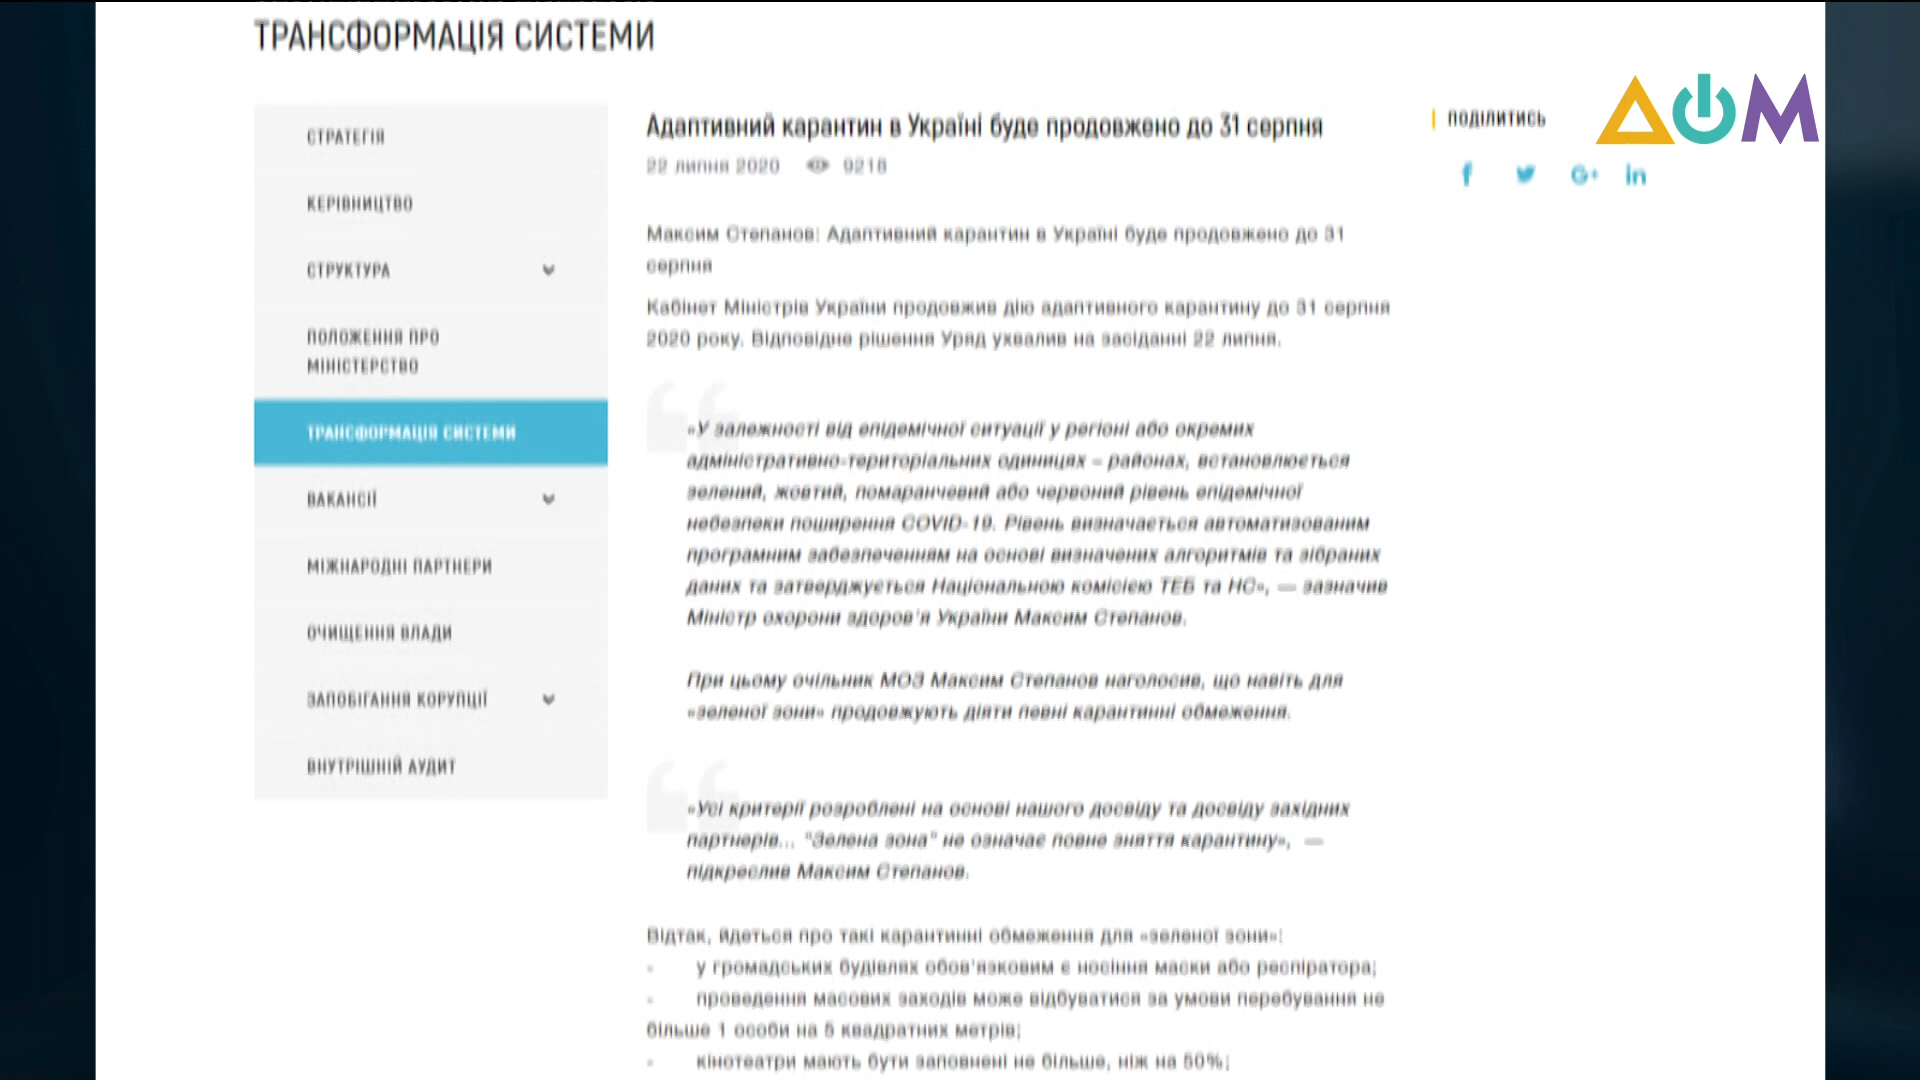 ТРАНСФОРМАЦІЯ СИСТЕМИ
СТРАТЕГІЯ
КЕРІВНИЦТВО
СТРУКТУРА
ПОЛОЖЕННЯ ПРО
МІНІСТЕРСТВО
ТРАНСФОРМАЦІЯ СИСТЕМИ
ВАКАНСІЇ
МІЖНАРОДНІ ПАРТНЕРИ
ОЧИЩЕННЯ ВЛАДИ
ЗАПОБІГАННЯ КОРУПЦІЇ
ВНУТРІШНІЙ АУДИТ
Адаптивний карантин в Україні буде продовжено до 31 серпня
22 липня 2020 9218
Максим Степанов: Адаптивний карантин в Україні буде продовжено до 31
серпня
Кабінет Міністрів України продовжив дію адаптивного карантину до 31 серпня
2020 року. Відповідне рішення Уряд ухвалив на засіданні 22 липня.
«У залежності від епідемічної ситуації у регіоні або окремих
адміністративно-територіальних одиницях – районах, встановлюється
зелений, жовтий, помаранчевий або червоний рівень епідемічної
небезпеки поширення COVID-19. Рівень визначається автоматизованим
програмним забезпеченням на основі визначених алгоритмів та зібраних
даних та затверджується Національною комісією ТЕБ та НС», — зазначив
Міністр охорони здоров'я України Максим Степанов.
При цьому очільник МОЗ Максим Степанов наголосив, що навіть для
«зеленої зони» продовжують діяти певні карантинні обмеження.
«Усі критерії розроблені на основі нашого досвіду та досвіду західних
партнерів... "Зелена зона" не означає повне зняття карантину», —
підкреслив Максим Степанов.
Відтак, йдеться про такі карантинні обмеження для «зеленої зони»:
- у громадських будівлях обов'язковим є носіння маски або респіратора;
- проведення масових заходів може відбуватися за умови перебування не
більше 1 особи на 5 квадратних метрів;
- кінотеатри мають бути заповнені не більше, ніж на 50%;
ПОДІЛИТИСЬ
f G+ in
ДОМ